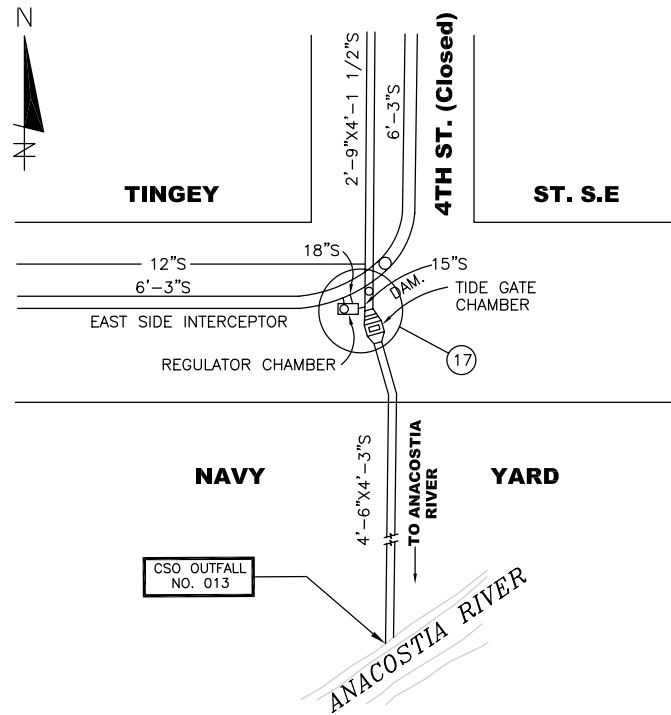 N
2'-9"X4'-1 1/2"S
6'-3"S
4TH ST. (Closed)
TINGEY
ST. S.E
18"S
12"S
15"S
6'-3"S
DAM.
TIDE GATE
CHAMBER
EAST SIDE INTERCEPTOR
REGULATOR CHAMBER
17
NAVY
YARD
4'-6"X4'-3"S
TO ANACOSTIA
RIVER
CSO OUTFALL
NO. 013
ANACOSTIA RIVER